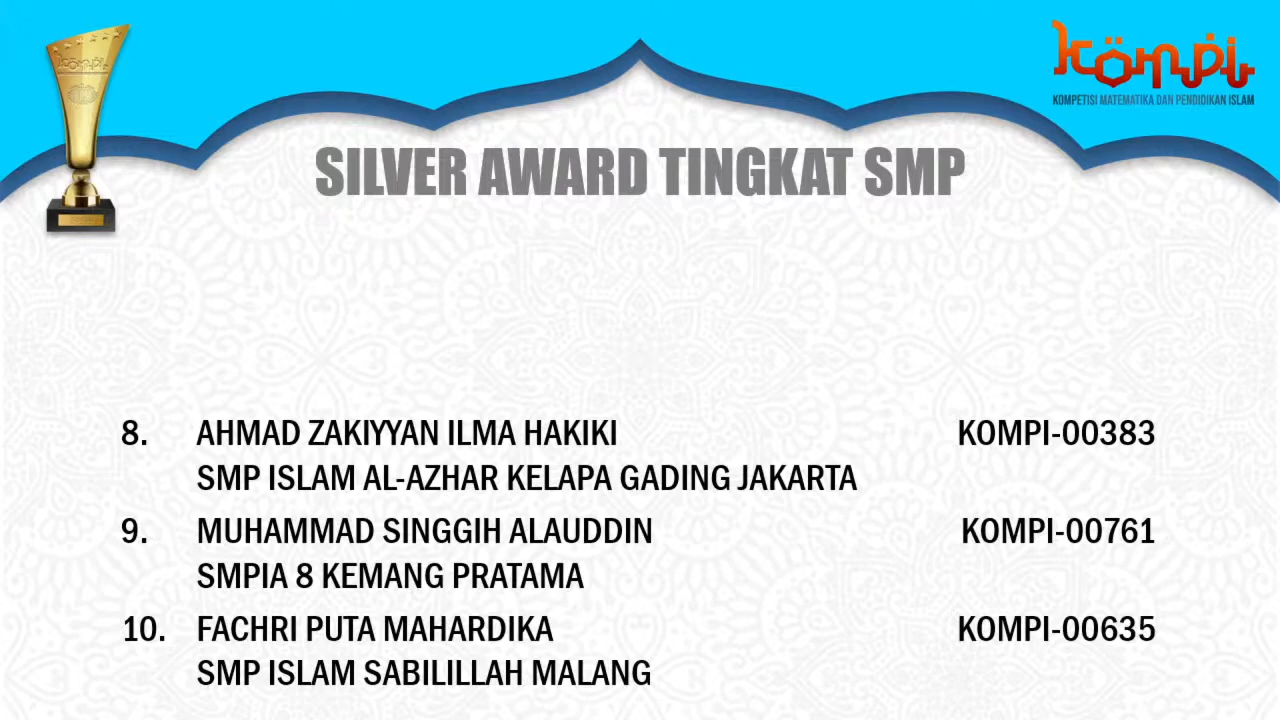 kömpi
KOMPETISI MATEMATIKA DAN PENDIDIKAN ISLAM
kömpi
SILVER AWARD TINGKAT SMP
8. AHMAD ZAKIYYAN ILMA HAKIKI KOMPI-00383
SMP ISLAM AL-AZHAR KELAPA GADING JAKARTA
9. MUHAMMAD SINGGIH ALAUDDIN KOMPI-00761
SMPIA 8 KEMANG PRATAMA
10. FACHRI PUTA MAHARDIKA KOMPI-00635
SMP ISLAM SABILILLAH MALANG